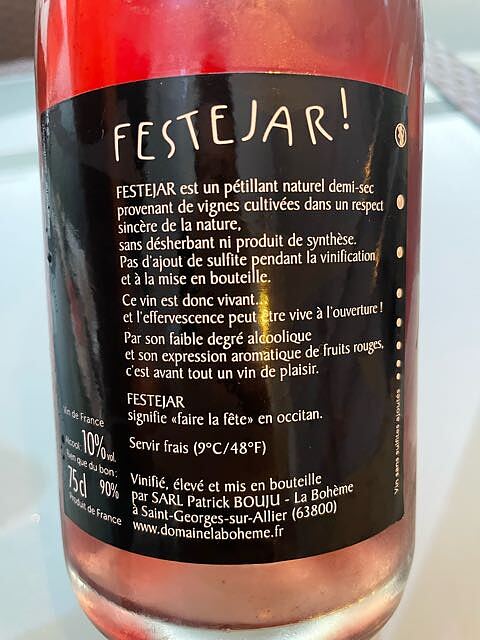 FESTEJAR!
FESTEJAR est un pétillant naturel demi-sec
provenant de vignes cultivées dans un respect
sincère de la nature,
sans désherbant ni produit de synthèse.
Pas d'ajout de sulfite pendant la vinification
et à la mise en bouteille.
Ce vin est donc vivant...
et l'effervescence peut être vive à l'ouverture !
Par son faible degré alcoolique
et son expression aromatique de fruits rouges,
c'est avant tout un vin de plaisir.
FESTEJAR
signifie «faire la fête» en occitan.
Servir frais (9°C/48°F)
Vinifié, élevé et mis en bouteille
par SARL Patrick BOUJU - La Bohème
à Saint-Georges-sur-Allier (63800)
www.domainelaboheme.fr
Vin de France
Alcool: 10% vol.
Rien que du bon:
75cl 90%
Produit de France
Vin sans sulfites ajoutés